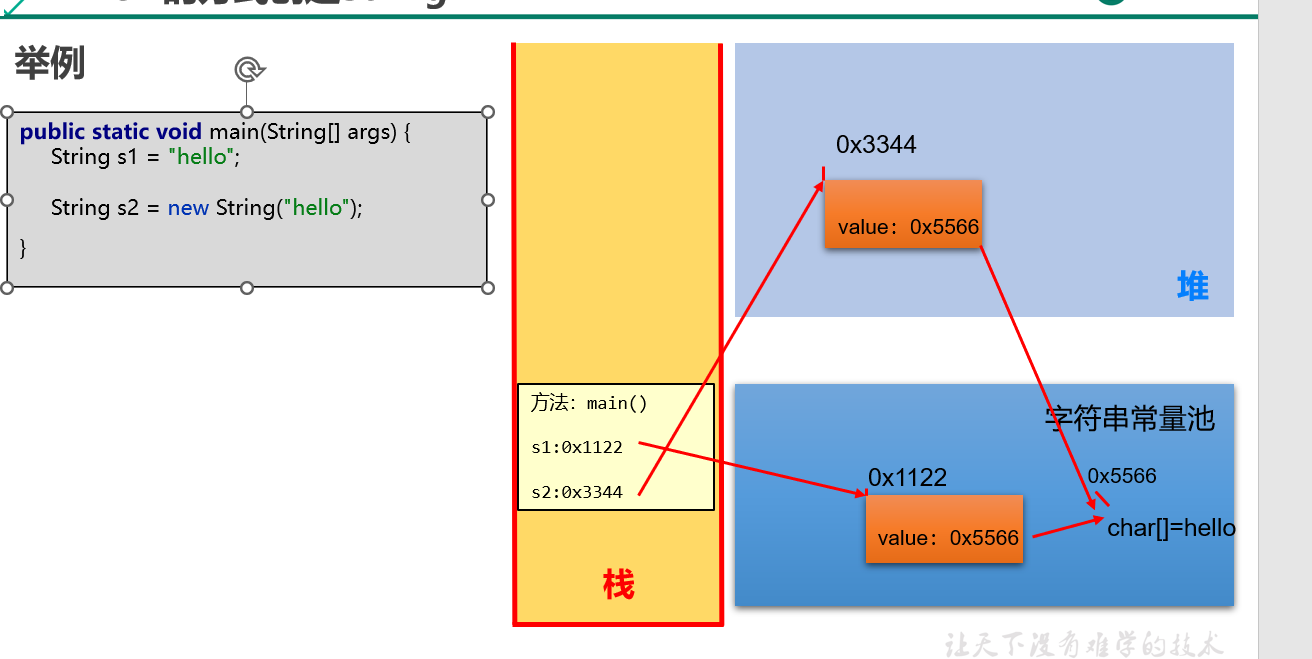 举例
public static void main(String[] args) {
String s1 = "hello";
String s2 = new String("hello");
}
0x3344
value：0x5566
堆
方法：main()
s1:0x1122
s2:0x3344
栈
字符串常量池
0x1122
value：0x5566
0x5566
char[]=hello
让天下没有难学的技术